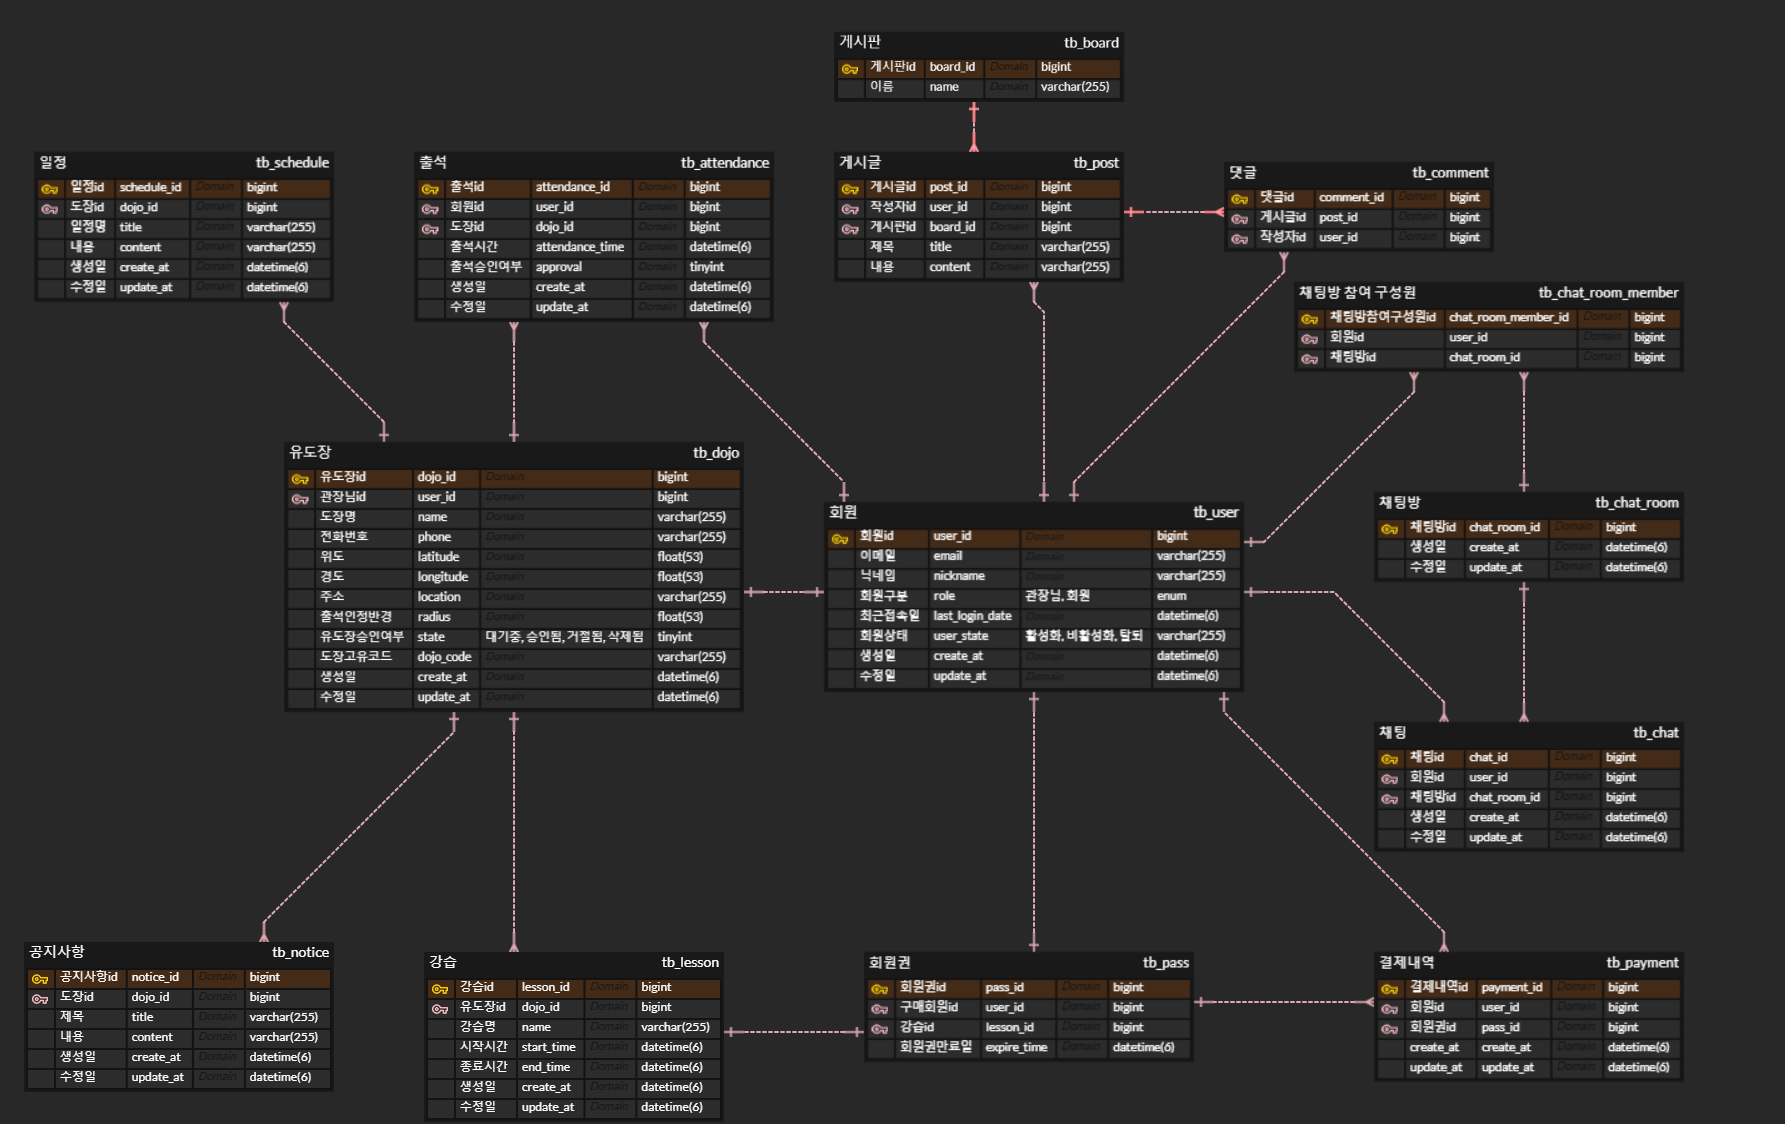 게시판 tb_board
게시판id board_id Domain bigint
이름 name Domain varchar(255)
일정 tb_schedule
일정id schedule_id Domain bigint
도장id dojo_id Domain bigint
일정명 title Domain varchar(255)
내용 content Domain varchar(255)
생성일 create_at Domain datetime(6)
수정일 update_at Domain datetime(6)
출석 tb_attendance
출석id attendance_id Domain bigint
회원id user_id Domain bigint
도장id dojo_id Domain bigint
출석시간 attendance_time Domain datetime(6)
출석승인여부 approval Domain tinyint
생성일 create_at Domain datetime(6)
수정일 update_at Domain datetime(6)
게시글 tb_post
게시글id post_id Domain bigint
작성자id user_id Domain bigint
게시판id board_id Domain bigint
제목 title Domain varchar(255)
내용 content Domain varchar(255)
댓글 tb_comment
댓글id comment_id Domain bigint
게시글id post_id Domain bigint
작성자id user_id Domain bigint
채팅방 참여 구성원 tb_chat_room_member
채팅방참여구성원id chat_room_member_id Domain bigint
회원id user_id Domain bigint
채팅방id chat_room_id Domain bigint
유도장 tb_dojo
유도장id dojo_id Domain bigint
관장님id user_id Domain bigint
도장명 name Domain varchar(255)
전화번호 phone Domain varchar(255)
위도 latitude Domain float(53)
경도 longitude Domain float(53)
주소 location Domain varchar(255)
출석인정반경 radius Domain float(53)
유도장승인여부 state 대기중, 승인됨, 거절됨, 삭제됨 tinyint
도장고유코드 dojo_code Domain varchar(255)
생성일 create_at Domain datetime(6)
수정일 update_at Domain datetime(6)
회원 tb_user
회원id user_id Domain bigint
이메일 email Domain varchar(255)
닉네임 nickname Domain varchar(255)
회원구분 role 관장님, 회원 enum
최근접속일 last_login_date Domain datetime(6)
회원상태 user_state 활성화, 비활성화, 탈퇴 varchar(255)
생성일 create_at Domain datetime(6)
수정일 update_at Domain datetime(6)
채팅방 tb_chat_room
채팅방id chat_room_id Domain bigint
생성일 create_at Domain datetime(6)
수정일 update_at Domain datetime(6)
채팅 tb_chat
채팅id chat_id Domain bigint
회원id user_id Domain bigint
채팅방id chat_room_id Domain bigint
생성일 create_at Domain datetime(6)
수정일 update_at Domain datetime(6)
공지사항 tb_notice
공지사항id notice_id Domain bigint
도장id dojo_id Domain bigint
제목 title Domain varchar(255)
내용 content Domain varchar(255)
생성일 create_at Domain datetime(6)
수정일 update_at Domain datetime(6)
강습 tb_lesson
강습id lesson_id Domain bigint
유도장id dojo_id Domain bigint
강습명 name Domain varchar(255)
시작시간 start_time Domain datetime(6)
종료시간 end_time Domain datetime(6)
생성일 create_at Domain datetime(6)
수정일 update_at Domain datetime(6)
회원권 tb_pass
회원권id pass_id Domain bigint
구매회원id user_id Domain bigint
강습id lesson_id Domain bigint
회원권만료일 expire_time Domain datetime(6)
결제내역 tb_payment
결제내역id payment_id Domain bigint
회원id user_id Domain bigint
회원권id pass_id Domain bigint
create_at create_at Domain datetime(6)
update_at update_at Domain datetime(6)